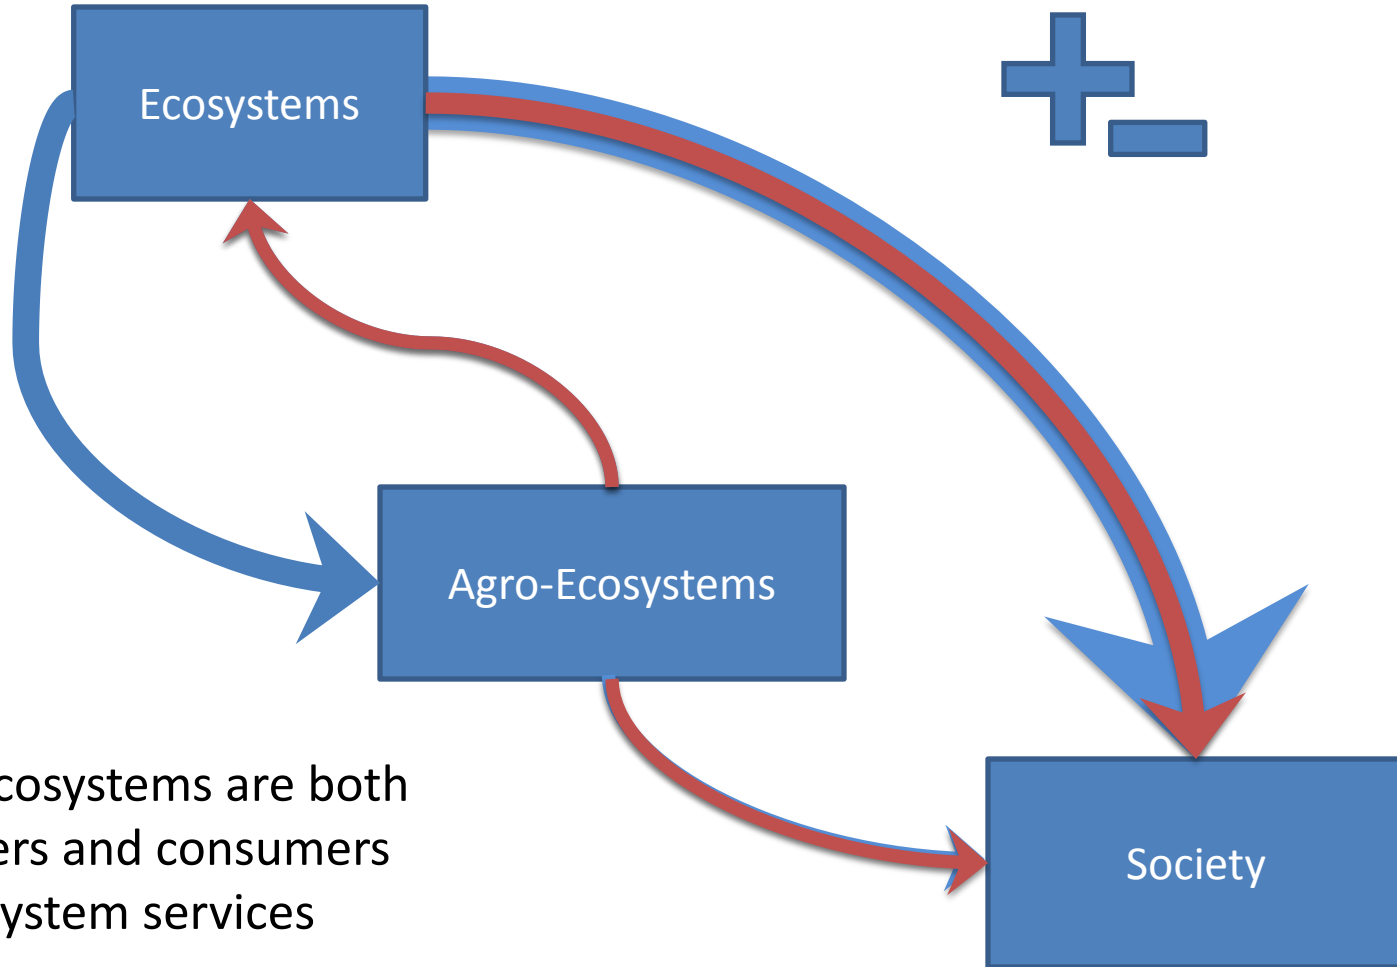 Ecosystems
Agro-Ecosystems
cosystems are both
ers and consumers
ystem services
Society